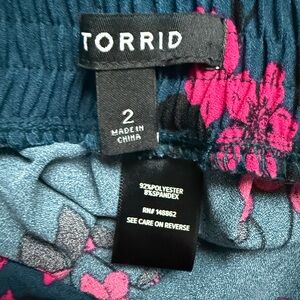 TORRID
2
MADE IN
CHINA
92%POLYESTER
8%SPANDEX
RN# 148862
SEE CARE ON REVERSE